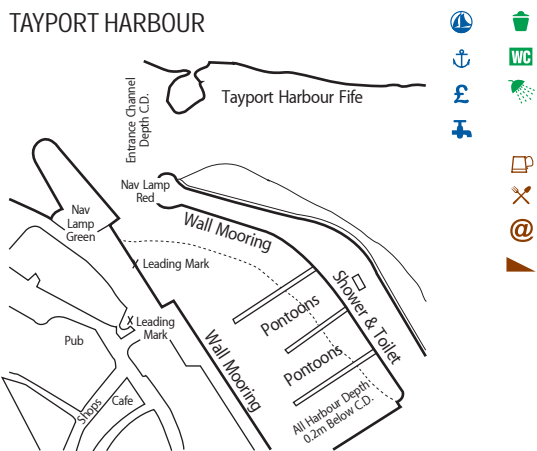 TAYPORT HARBOUR
£
WC
@
Entrance Channel
Depth C.D.
Tayport Harbour Fife
Nav Lamp
Red
Nav
Lamp
Green
Wall Mooring
X Leading Mark
Shower & Toilet
Pontoons
X Leading
Mark
Pub
Wall Mooring
Pontoons
Shops
Cafe
All Harbour Depth
0.2m Below C.D.